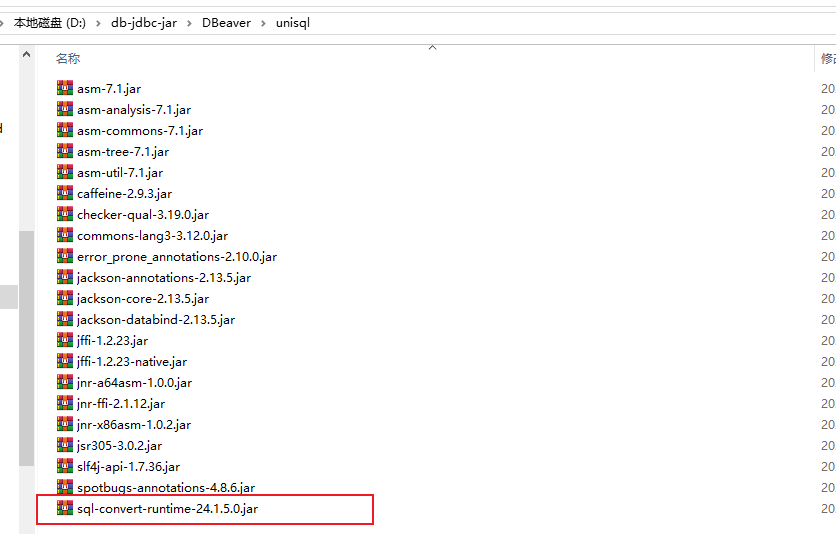 本地磁盘 (D:) > db-jdbc-jar > DBeaver > unisql
名称
修改
asm-7.1.jar
20
asm-analysis-7.1.jar
20
asm-commons-7.1.jar
20
asm-tree-7.1.jar
20
asm-util-7.1.jar
20
caffeine-2.9.3.jar
20
checker-qual-3.19.0.jar
20
commons-lang3-3.12.0.jar
20
error_prone_annotations-2.10.0.jar
20
jackson-annotations-2.13.5.jar
20
jackson-core-2.13.5.jar
20
jackson-databind-2.13.5.jar
20
jffi-1.2.23.jar
20
jffi-1.2.23-native.jar
20
jnr-a64asm-1.0.0.jar
20
jnr-ffi-2.1.12.jar
20
jnr-x86asm-1.0.2.jar
20
jsr305-3.0.2.jar
20
slf4j-api-1.7.36.jar
20
spotbugs-annotations-4.8.6.jar
20
sql-convert-runtime-24.1.5.0.jar
20